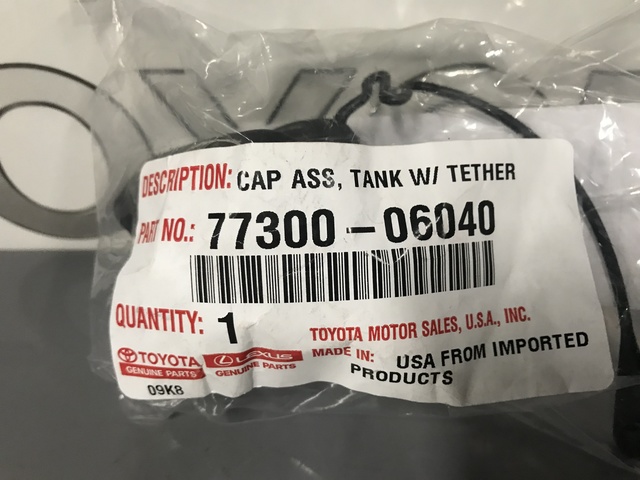 DESCRIPTION: CAP ASS, TANK W/ TETHER
PART NO.: 77300-06040
QUANTITY: 1
TOYOTA MOTOR SALES, U.S.A., INC.
TOYOTA
GENUINE PARTS
LEXUS
GENUINE PARTS
MADE IN: USA FROM IMPORTED
PRODUCTS
09K8